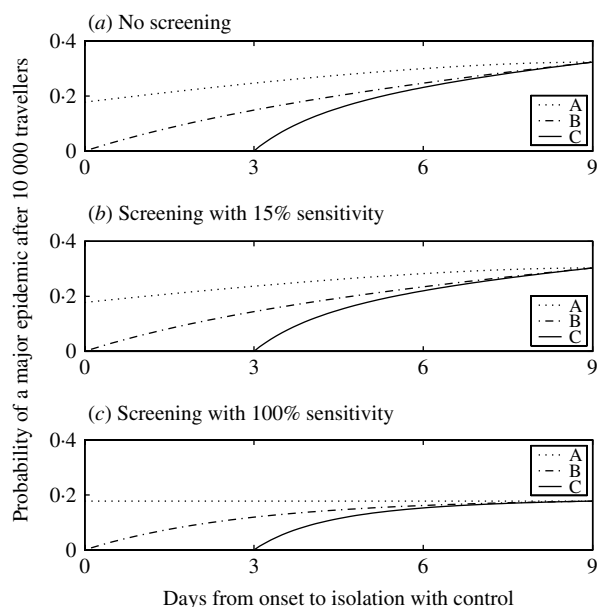 Probability of a major epidemic after 10 000 travellers
(a) No screening
0·4
0·2
0
A
B
C
0
3
6
9
(b) Screening with 15% sensitivity
0·4
0·2
0
A
B
C
0
3
6
9
(c) Screening with 100% sensitivity
0·4
0·2
0
A
B
C
0
3
6
9
Days from onset to isolation with control